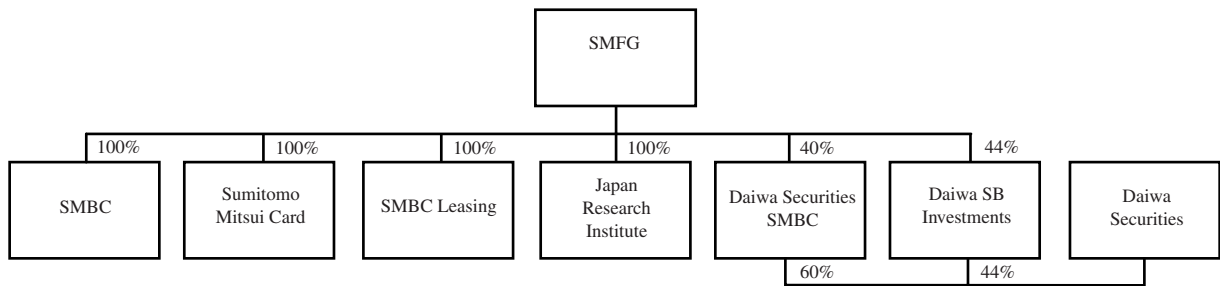 SMFG
100%
100%
100%
100%
40%
44%
SMBC
Sumitomo
Mitsui Card
SMBC Leasing
Japan
Research
Institute
Daiwa Securities
SMBC
Daiwa SB
Investments
Daiwa
Securities
60%
44%